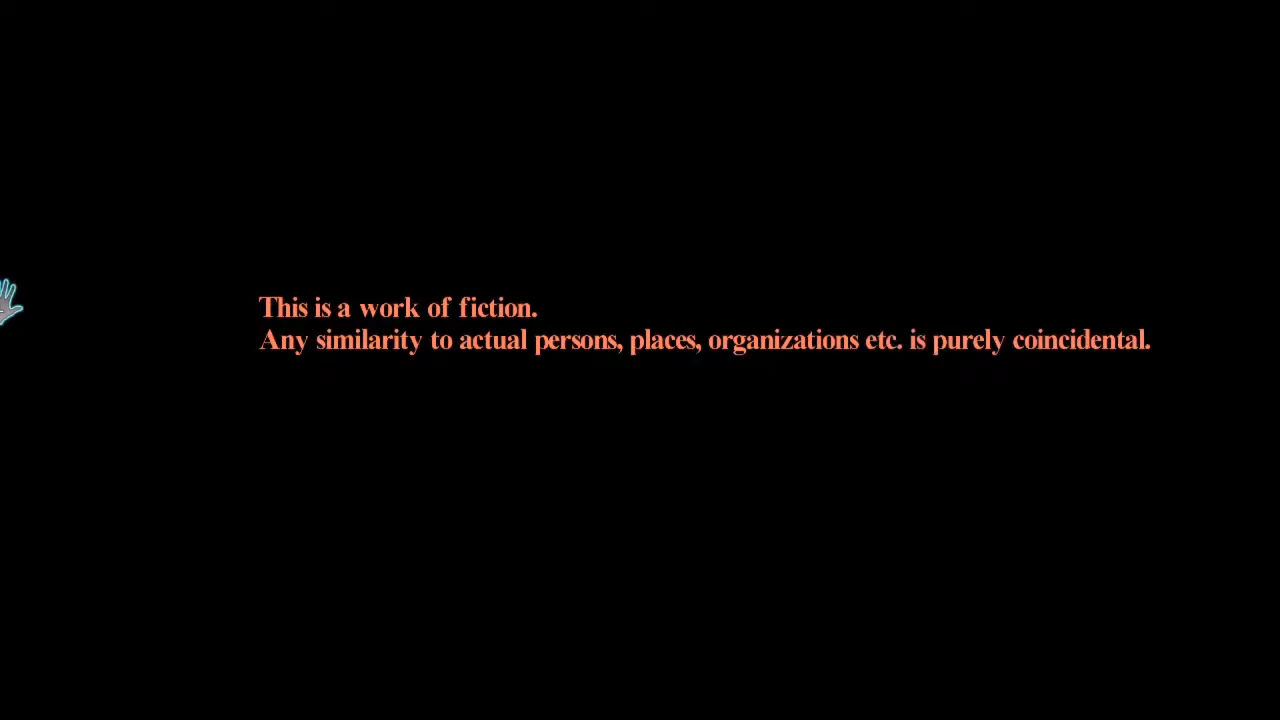 This is a work of fiction.
Any similarity to actual persons, places, organizations etc. is purely coincidental.